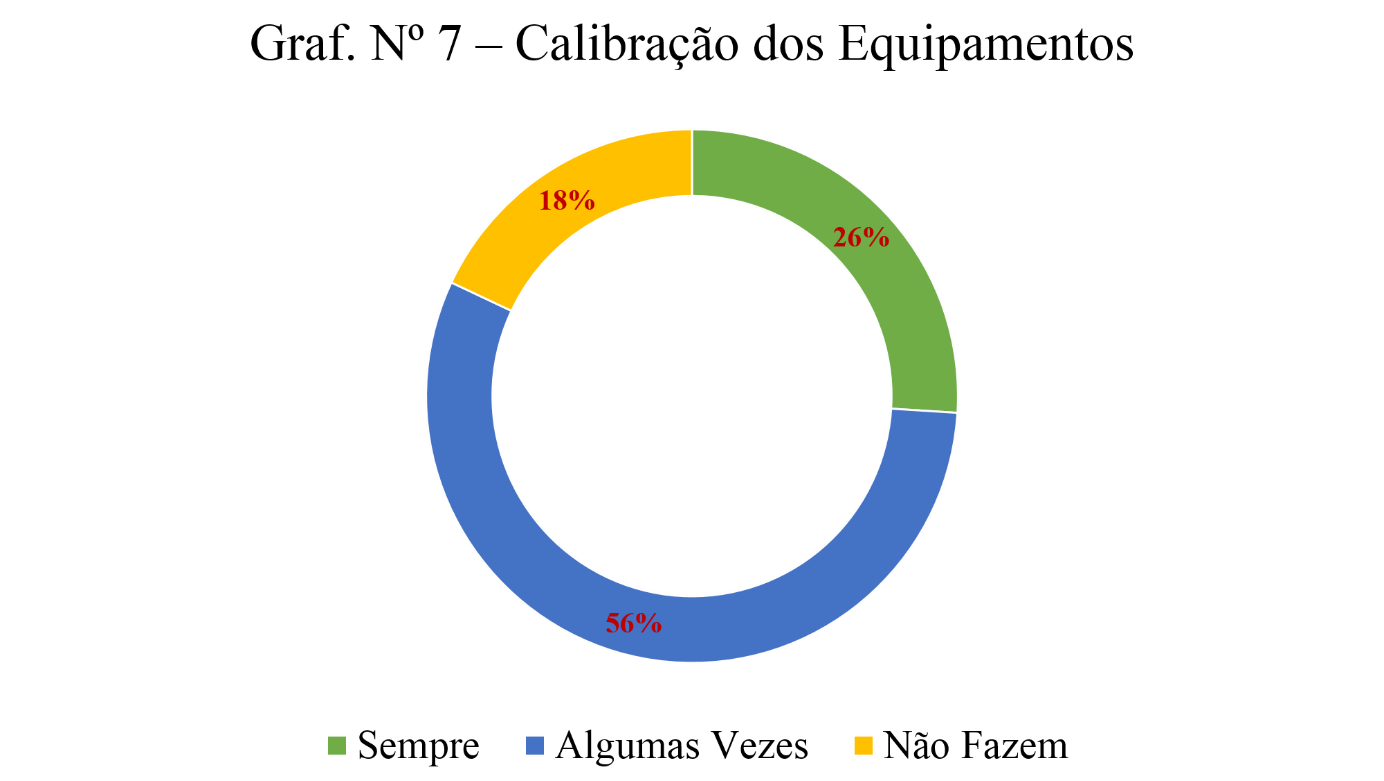 Graf. Nº 7 – Calibração dos Equipamentos
18%
26%
56%
Sempre
Algumas Vezes
Não Fazem